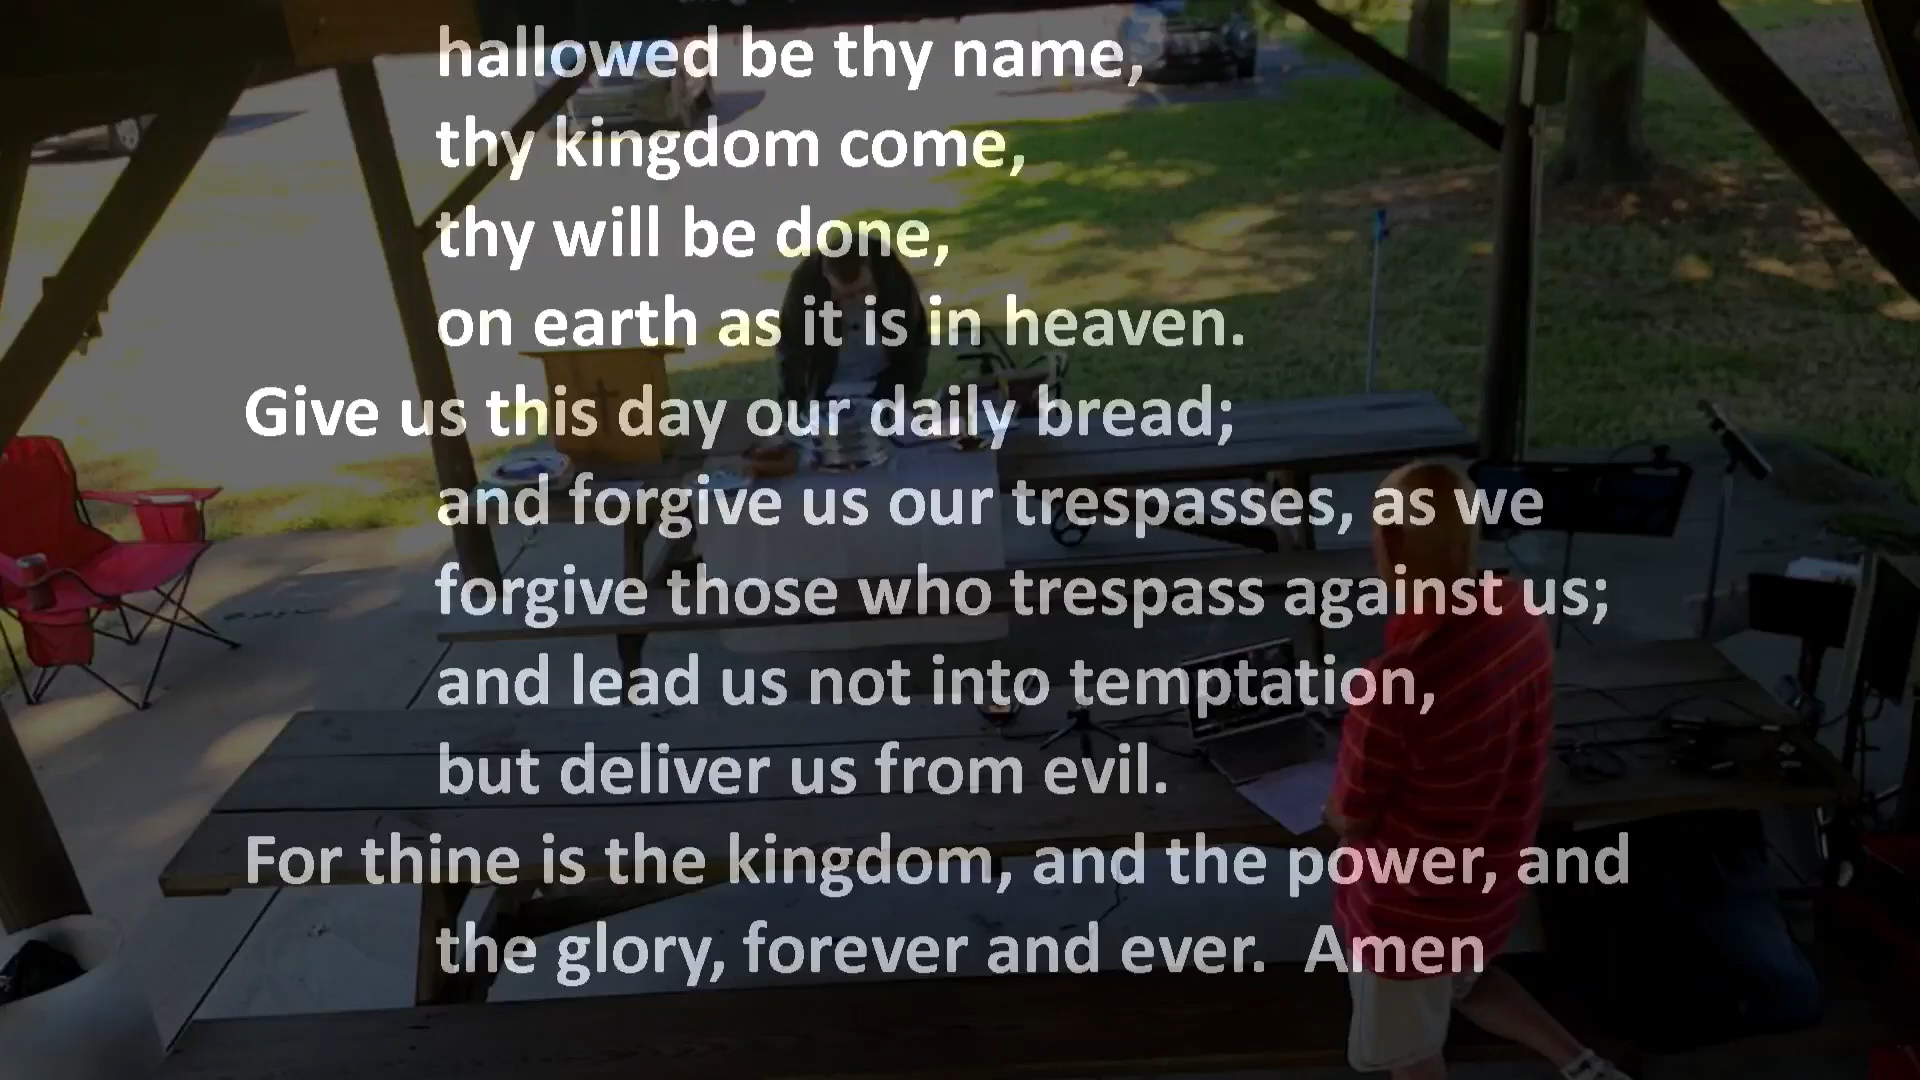 hallowed be thy name,
thy kingdom come,
thy will be done,
on earth as it is in heaven.
Give us this day our daily bread;
and forgive us our trespasses, as we
forgive those who trespass against us;
and lead us not into temptation,
but deliver us from evil.
For thine is the kingdom, and the power, and
the glory, forever and ever. Amen